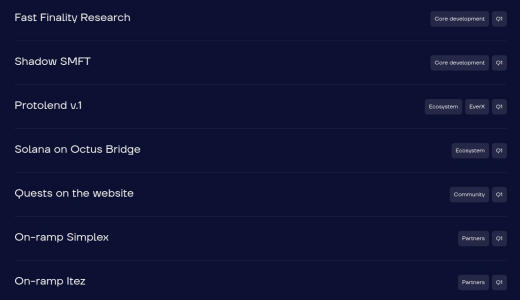 Fast Finality Research Core development Q1
Shadow SMFT Core development Q1
Protolend v.1 Ecosystem EverX Q1
Solana on Octus Bridge Ecosystem Q1
Quests on the website Community Q1
On-ramp Simplex Partners Q1
On-ramp Itez Partners Q1